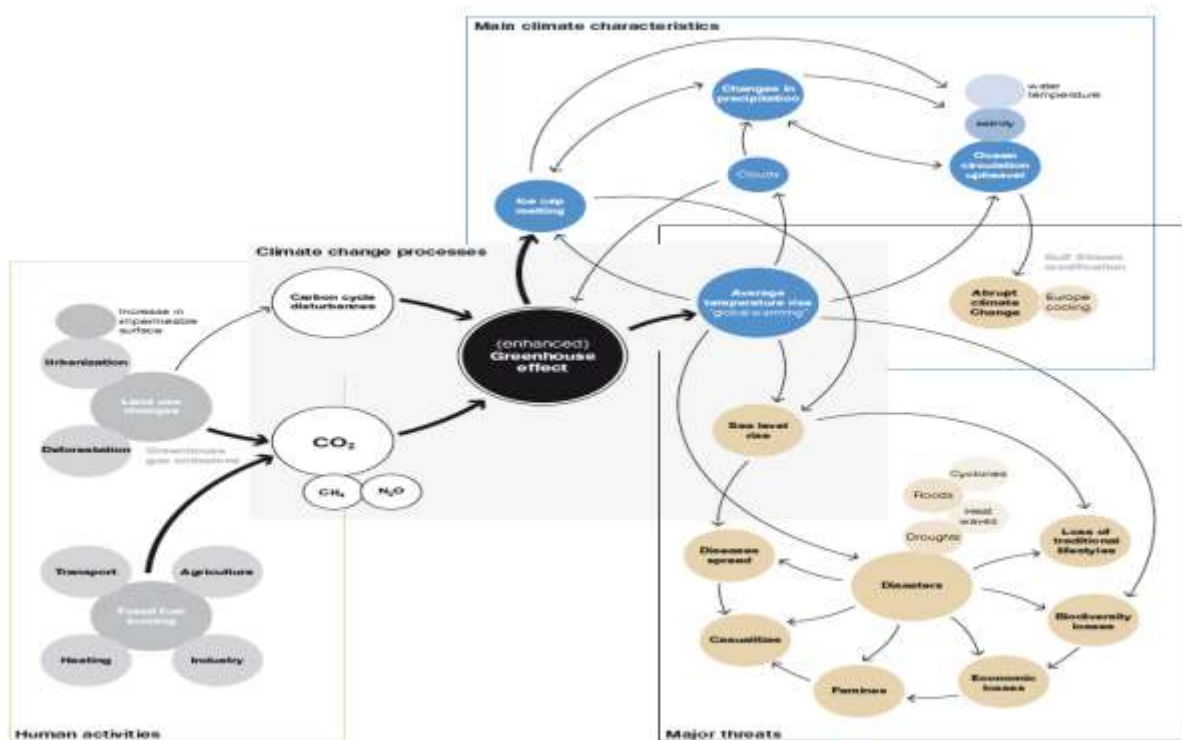 Main climate characteristics
Changes in
precipitation
water
temperature
salinity
Ocean
circulation
upheaval
Clouds
Ice cap
melting
Climate change processes
Carbon cycle
disturbances
Average
temperature rise
"global warming"
Gulf Stream
modification
Abrupt
climate
Change
Europe
cooling
Increase in
impermeable
surface
Urbanization
Land use
changes
Deforestation
Greenhouse
gas emissions
(enhanced)
Greenhouse
effect
CO₂
CH₄
N₂O
Sea level
rise
Cyclones
Floods
Heat
waves
Droughts
Loss of
traditional
lifestyles
Diseases
spread
Disasters
Transport
Agriculture
Fossil fuel
burning
Heating
Industry
Casualities
Biodiversity
losses
Famines
Economic
losses
Human activities
Major threats